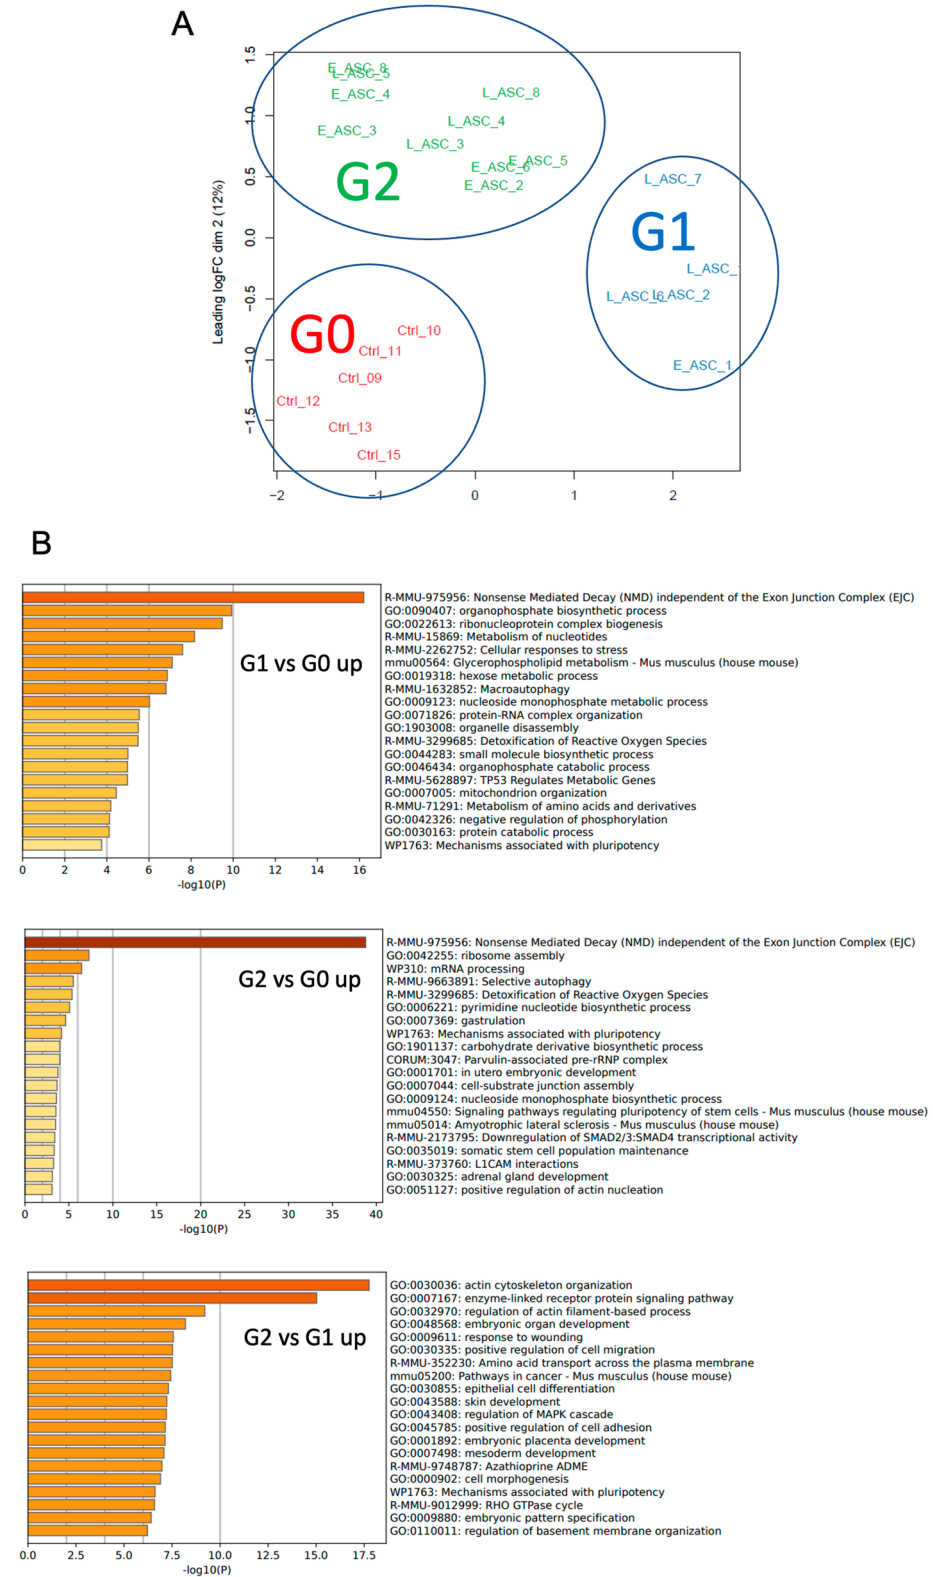 A
Leading logFC dim 2 (12%)
1.5
1.0
0.5
0.0
−0.5
−1.0
−1.5
E_ASC_8
L_ASC_5
E_ASC_4
L_ASC_8
L_ASC_4
E_ASC_3
L_ASC_3
E_ASC_5
E_ASC_6
E_ASC_2
G2
L_ASC_7
G1
L_ASC_
L_ASC_6
L_ASC_2
E_ASC_1
G0
Ctrl_10
Ctrl_11
Ctrl_09
Ctrl_12
Ctrl_13
Ctrl_15
−2 −1 0 1 2
B
G1 vs G0 up
R-MMU-975956: Nonsense Mediated Decay (NMD) independent of the Exon Junction Complex (EJC)
GO:0090407: organophosphate biosynthetic process
GO:0022613: ribonucleoprotein complex biogenesis
R-MMU-15869: Metabolism of nucleotides
R-MMU-2262752: Cellular responses to stress
mmu00564: Glycerophospholipid metabolism - Mus musculus (house mouse)
GO:0019318: hexose metabolic process
R-MMU-1632852: Macroautophagy
GO:0009123: nucleoside monophosphate metabolic process
GO:0071826: protein-RNA complex organization
GO:1903008: organelle disassembly
R-MMU-3299685: Detoxification of Reactive Oxygen Species
GO:0044283: small molecule biosynthetic process
GO:0046434: organophosphate catabolic process
R-MMU-5628897: TP53 Regulates Metabolic Genes
GO:0007005: mitochondrion organization
R-MMU-71291: Metabolism of amino acids and derivatives
GO:0042326: negative regulation of phosphorylation
GO:0030163: protein catabolic process
WP1763: Mechanisms associated with pluripotency
0 2 4 6 8 10 12 14 16
-log10(P)
G2 vs G0 up
R-MMU-975956: Nonsense Mediated Decay (NMD) independent of the Exon Junction Complex (EJC)
GO:0042255: ribosome assembly
WP310: mRNA processing
R-MMU-9663891: Selective autophagy
R-MMU-3299685: Detoxification of Reactive Oxygen Species
GO:0006221: pyrimidine nucleotide biosynthetic process
GO:0007369: gastrulation
WP1763: Mechanisms associated with pluripotency
GO:1901137: carbohydrate derivative biosynthetic process
CORUM:3047: Parvulin-associated pre-rRNP complex
GO:0001701: in utero embryonic development
GO:0007044: cell-substrate junction assembly
GO:0009124: nucleoside monophosphate biosynthetic process
mmu04550: Signaling pathways regulating pluripotency of stem cells - Mus musculus (house mouse)
mmu05014: Amyotrophic lateral sclerosis - Mus musculus (house mouse)
R-MMU-2173795: Downregulation of SMAD2/3:SMAD4 transcriptional activity
GO:0035019: somatic stem cell population maintenance
R-MMU-373760: L1CAM interactions
GO:0030325: adrenal gland development
GO:0051127: positive regulation of actin nucleation
0 5 10 15 20 25 30 35 40
-log10(P)
G2 vs G1 up
GO:0030036: actin cytoskeleton organization
GO:0007167: enzyme-linked receptor protein signaling pathway
GO:0032970: regulation of actin filament-based process
GO:0048568: embryonic organ development
GO:0009611: response to wounding
GO:0030335: positive regulation of cell migration
R-MMU-352230: Amino acid transport across the plasma membrane
mmu05200: Pathways in cancer - Mus musculus (house mouse)
GO:0030855: epithelial cell differentiation
GO:0043588: skin development
GO:0043408: regulation of MAPK cascade
GO:0045785: positive regulation of cell adhesion
GO:0001892: embryonic placenta development
GO:0007498: mesoderm development
R-MMU-9748787: Azathioprine ADME
GO:0000902: cell morphogenesis
WP1763: Mechanisms associated with pluripotency
R-MMU-9012999: RHO GTPase cycle
GO:0009880: embryonic pattern specification
GO:0110011: regulation of basement membrane organization
0.0 2.5 5.0 7.5 10.0 12.5 15.0 17.5
-log10(P)